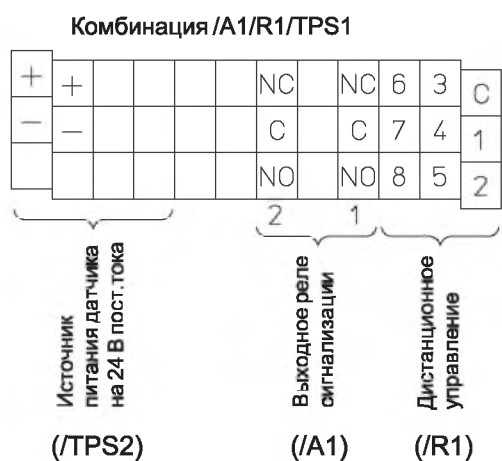 Комбинация /A1/R1/TPS1
+ + NC NC 6 3 C
− − C C 7 4 1
NO NO 8 5 2
2 1
Источник
питания датчика
на 24 В пост.тока
Выходное реле
сигнализации
Дистанционное
управление
(/TPS2) (/A1) (/R1)